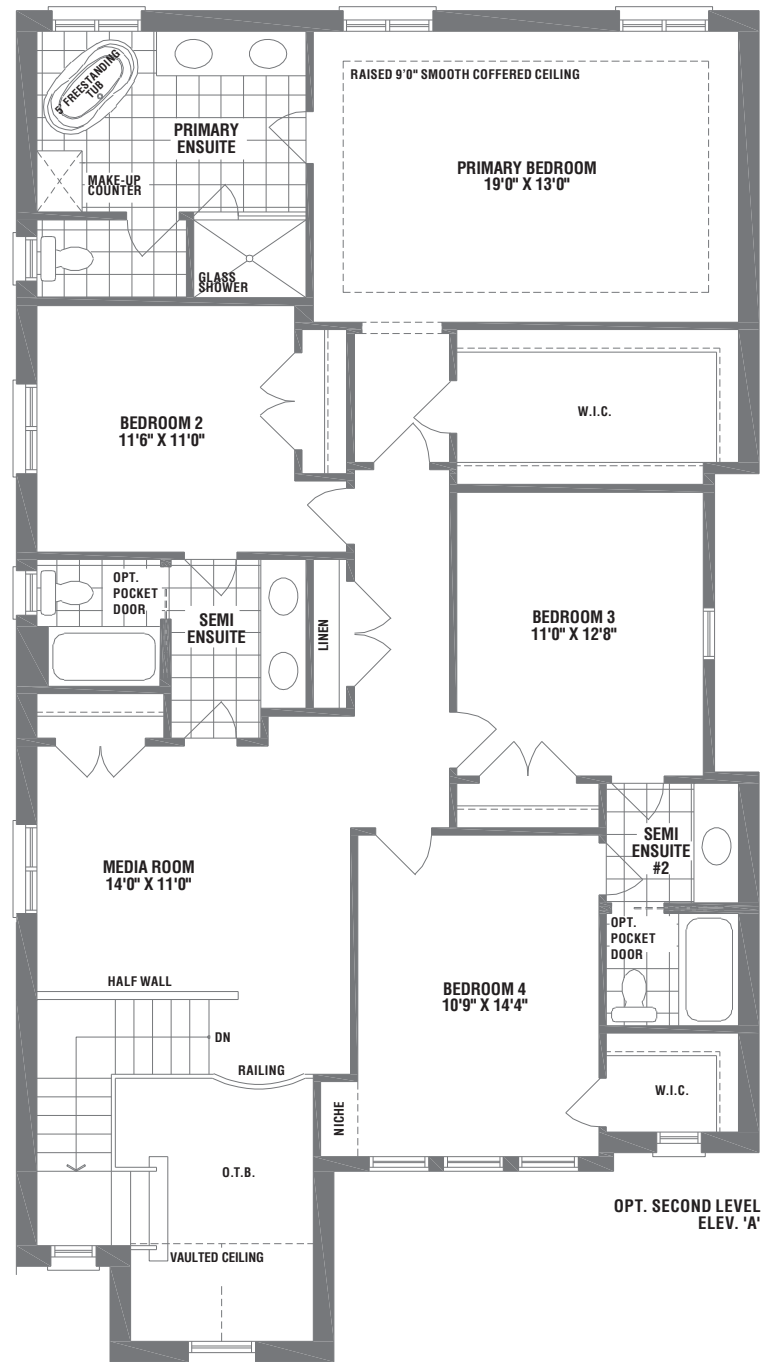 5' FREESTANDING
TUB
RAISED 9'0" SMOOTH COFFERED CEILING
PRIMARY
ENSUITE
PRIMARY BEDROOM
19'0" X 13'0"
MAKE-UP
COUNTER
GLASS
SHOWER
BEDROOM 2
11'6" X 11'0"
W.I.C.
OPT.
POCKET
DOOR
SEMI
ENSUITE
LINEN
BEDROOM 3
11'0" X 12'8"
MEDIA ROOM
14'0" X 11'0"
SEMI
ENSUITE
#2
OPT.
POCKET
DOOR
HALF WALL
BEDROOM 4
10'9" X 14'4"
DN
RAILING
NICHE
W.I.C.
O.T.B.
VAULTED CEILING
OPT. SECOND LEVEL
ELEV. 'A'